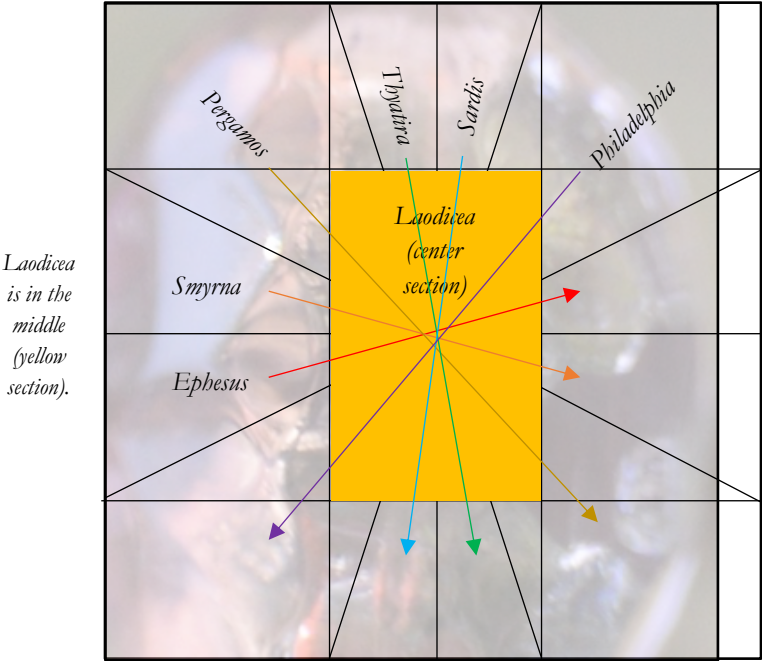 Pergamos
Thyatira
Sardis
Philadelphia
Laodicea
(center
section)
Laodicea
is in the
middle
(yellow
section).
Smyrna
Ephesus